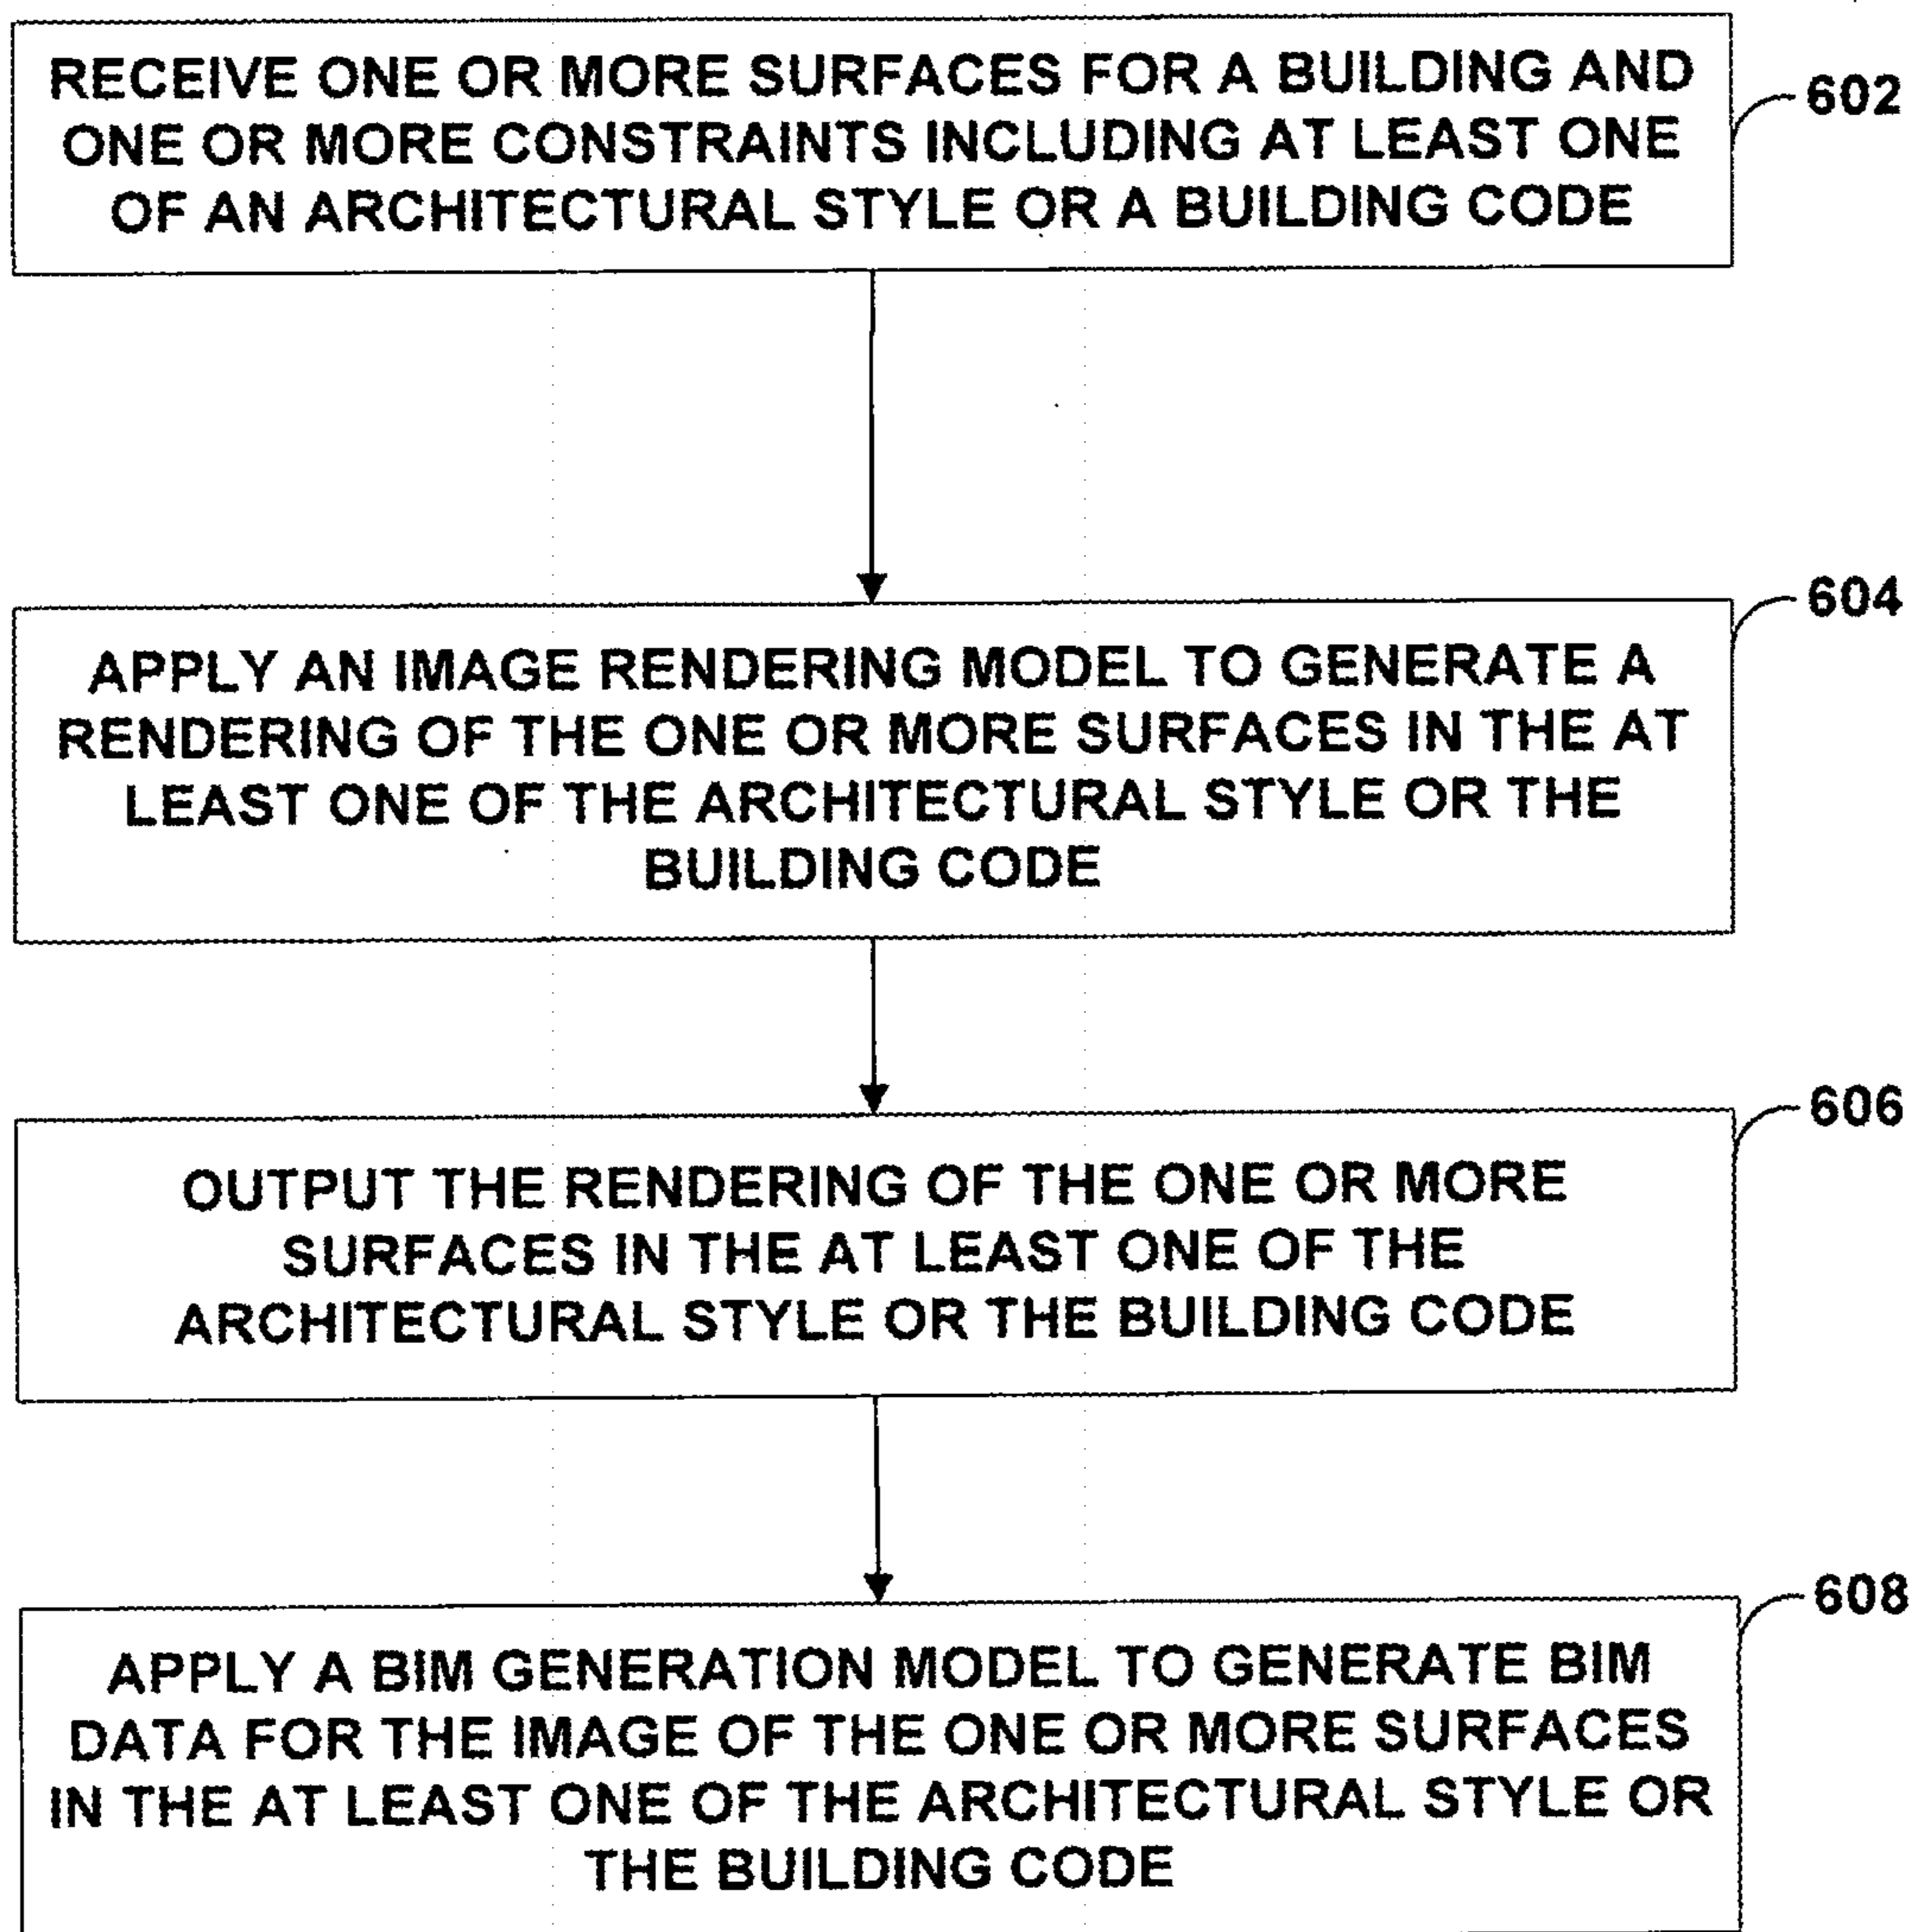 RECEIVE ONE OR MORE SURFACES FOR A BUILDING AND
ONE OR MORE CONSTRAINTS INCLUDING AT LEAST ONE
OF AN ARCHITECTURAL STYLE OR A BUILDING CODE
602
APPLY AN IMAGE RENDERING MODEL TO GENERATE A
RENDERING OF THE ONE OR MORE SURFACES IN THE AT
LEAST ONE OF THE ARCHITECTURAL STYLE OR THE
BUILDING CODE
604
OUTPUT THE RENDERING OF THE ONE OR MORE
SURFACES IN THE AT LEAST ONE OF THE
ARCHITECTURAL STYLE OR THE BUILDING CODE
606
APPLY A BIM GENERATION MODEL TO GENERATE BIM
DATA FOR THE IMAGE OF THE ONE OR MORE SURFACES
IN THE AT LEAST ONE OF THE ARCHITECTURAL STYLE OR
THE BUILDING CODE
608